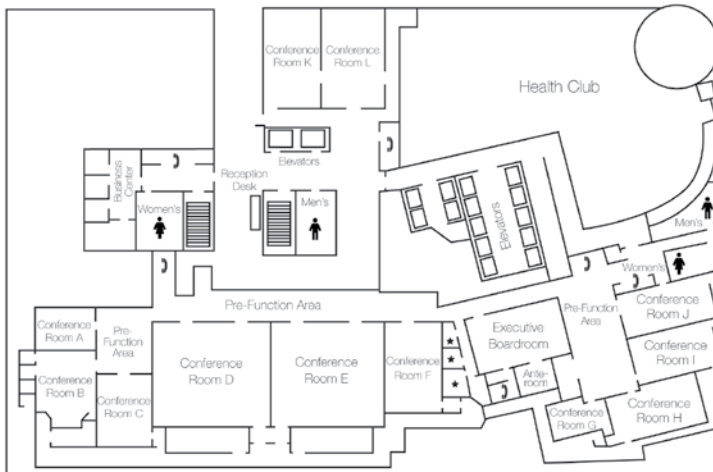 Conference
Room K
Conference
Room L
Health Club
Elevators
Business
Center
Reception
Desk
Women's
Men's
Elevators
Men's
Women's
Pre-Function Area
Pre-
Function
Area
Conference
Room J
Conference
Room A
Pre-
Function
Area
Executive
Boardroom
Conference
Room D
Conference
Room E
Conference
Room F
Conference
Room I
Ante-
room
Conference
Room B
Conference
Room C
Conference
Room G
Conference
Room H